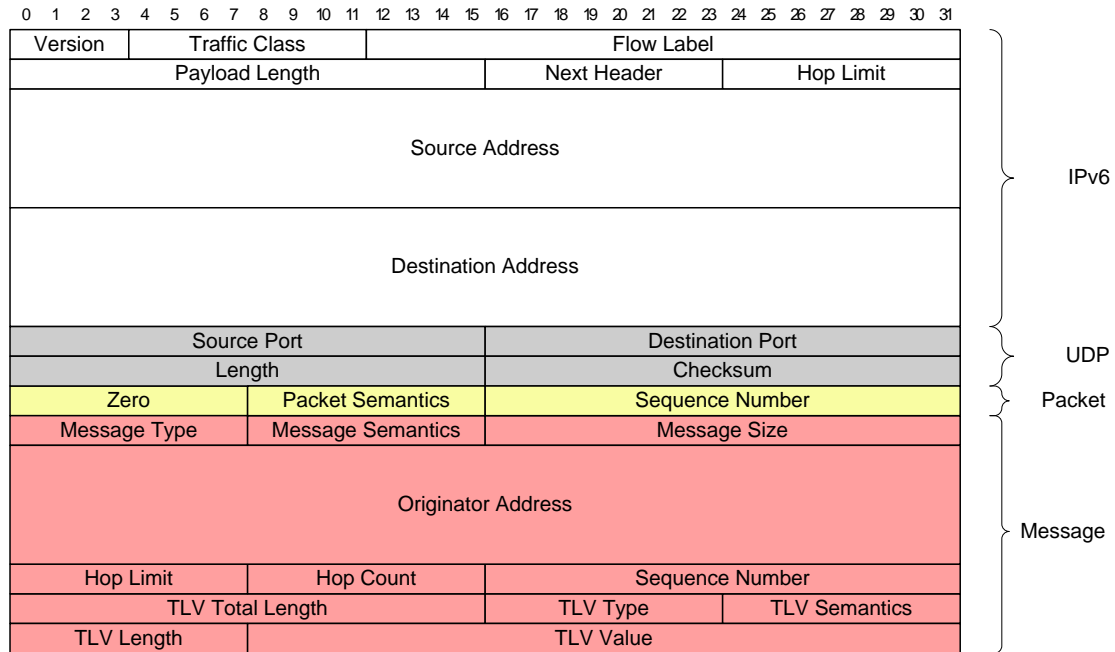 0 1 2 3 4 5 6 7 8 9 10 11 12 13 14 15 16 17 18 19 20 21 22 23 24 25 26 27 28 29 30 31
Version Traffic Class Flow Label
Payload Length Next Header Hop Limit
Source Address
IPv6
Destination Address
Source Port Destination Port
UDP
Length Checksum
Zero Packet Semantics Sequence Number Packet
Message Type Message Semantics Message Size
Originator Address
Message
Hop Limit Hop Count Sequence Number
TLV Total Length TLV Type TLV Semantics
TLV Length TLV Value